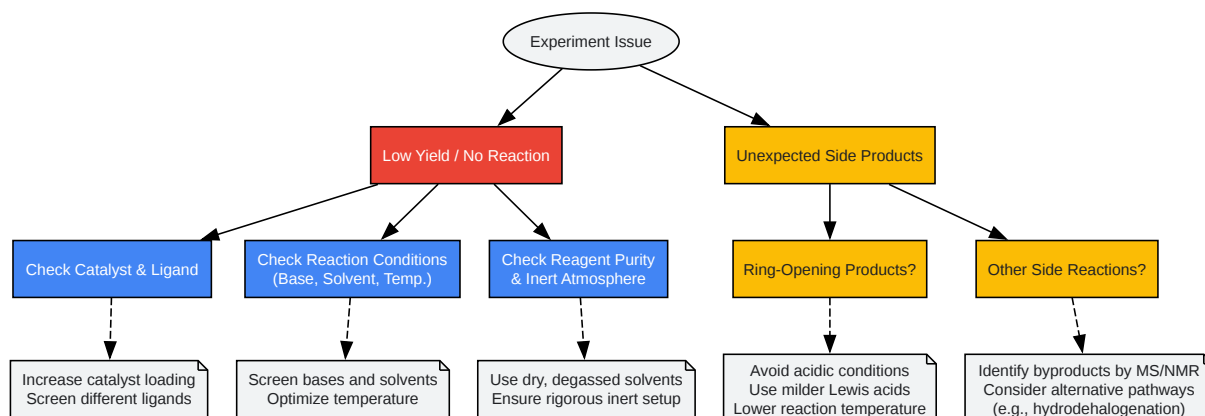 Experiment Issue
Low Yield / No Reaction
Unexpected Side Products
Check Catalyst & Ligand
Check Reaction Conditions
(Base, Solvent, Temp.)
Check Reagent Purity
& Inert Atmosphere
Ring-Opening Products?
Other Side Reactions?
Increase catalyst loading
Screen different ligands
Screen bases and solvents
Optimize temperature
Use dry, degassed solvents
Ensure rigorous inert setup
Avoid acidic conditions
Use milder Lewis acids
Lower reaction temperature
Identify byproducts by MS/NMR
Consider alternative pathways
(e.g., hydrodehalogenation)